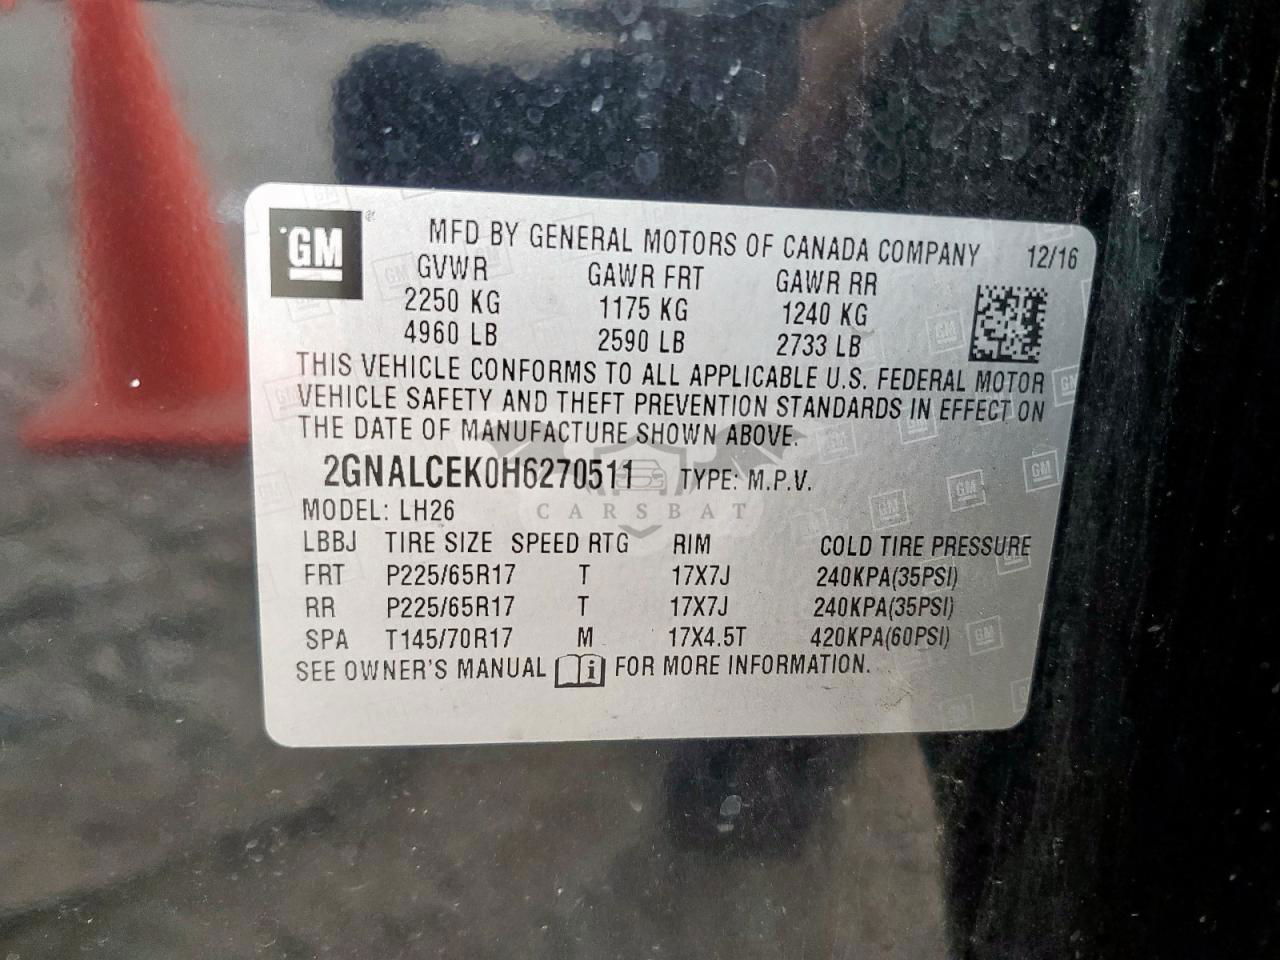 GM
MFD BY GENERAL MOTORS OF CANADA COMPANY 12/16
GVWR GAWR FRT GAWR RR
2250 KG 1175 KG 1240 KG
4960 LB 2590 LB 2733 LB
THIS VEHICLE CONFORMS TO ALL APPLICABLE U.S. FEDERAL MOTOR
VEHICLE SAFETY AND THEFT PREVENTION STANDARDS IN EFFECT ON
THE DATE OF MANUFACTURE SHOWN ABOVE.
2GNALCEK0H6270511 TYPE: M.P.V.
CARSBAT
MODEL: LH26
LBBJ TIRE SIZE SPEED RTG RIM COLD TIRE PRESSURE
FRT P225/65R17 T 17X7J 240KPA(35PSI)
RR P225/65R17 T 17X7J 240KPA(35PSI)
SPA T145/70R17 M 17X4.5T 420KPA(60PSI)
SEE OWNER'S MANUAL i FOR MORE INFORMATION.